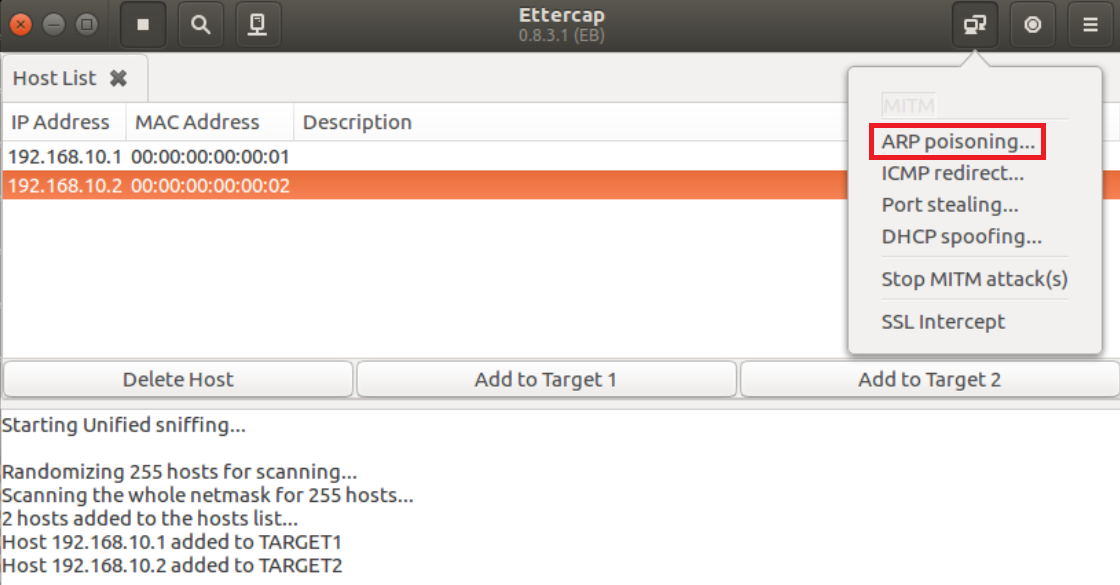 Ettercap
0.8.3.1 (EB)
Host List
IP Address MAC Address Description
192.168.10.1 00:00:00:00:00:01
192.168.10.2 00:00:00:00:00:02
MITM
ARP poisoning...
ICMP redirect...
Port stealing...
DHCP spoofing...
Stop MITM attack(s)
SSL Intercept
Delete Host Add to Target 1 Add to Target 2
Starting Unified sniffing...
Randomizing 255 hosts for scanning...
Scanning the whole netmask for 255 hosts...
2 hosts added to the hosts list...
Host 192.168.10.1 added to TARGET1
Host 192.168.10.2 added to TARGET2